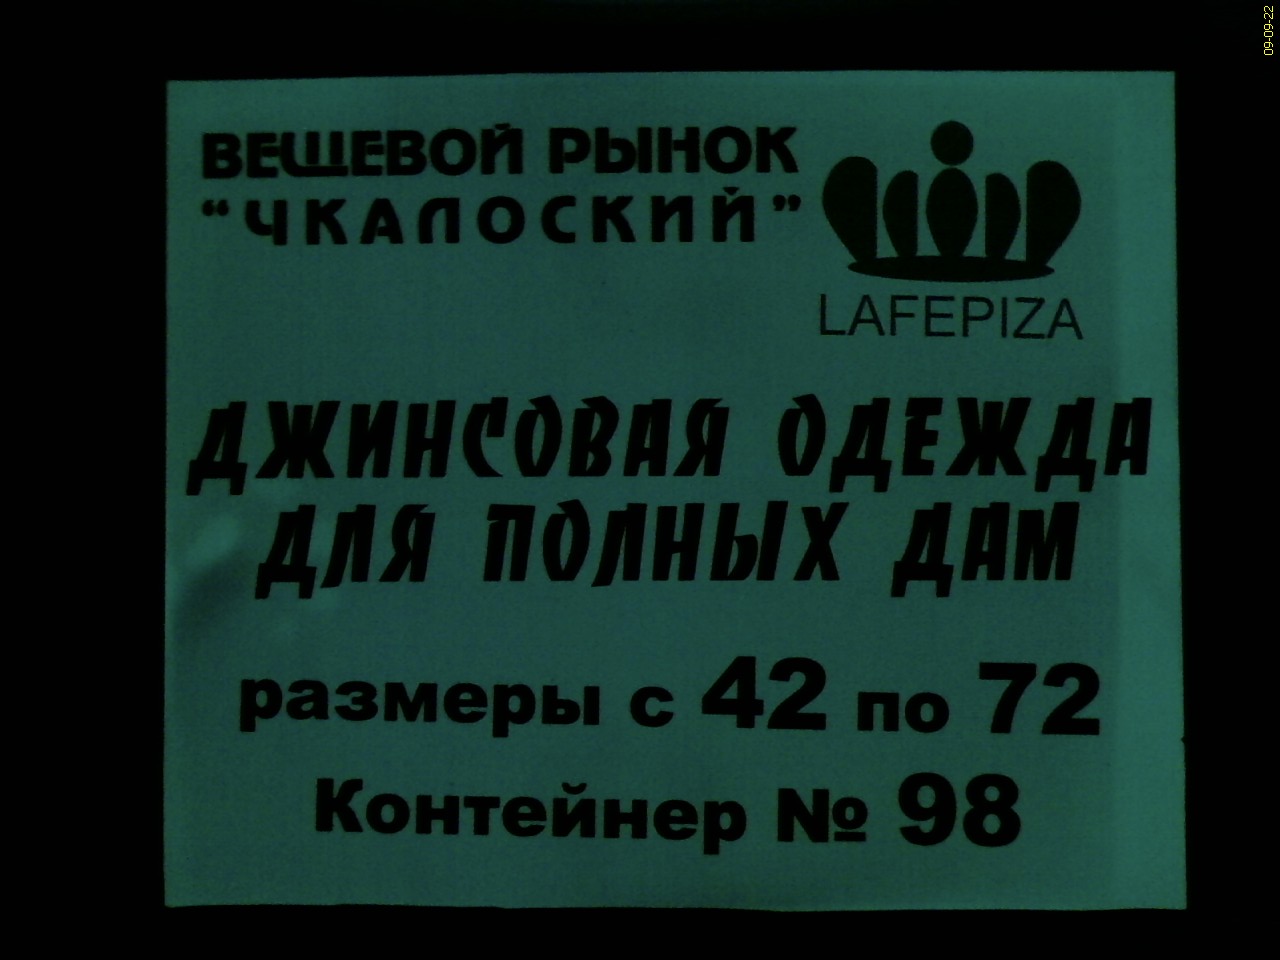 ВЕЩЕВОЙ РЫНОК
“ЧКАЛОСКИЙ”
LAFEPIZA
ДЖИНСОВАЯ ОДЕЖДА
ДЛЯ ПОЛНЫХ ДАМ
размеры с 42 по 72
Контейнер № 98
09-09-22